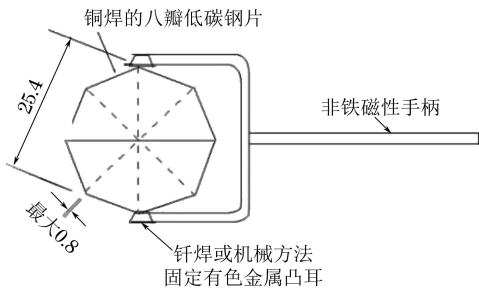 铜焊的八瓣低碳钢片
25.4
非铁磁性手柄
最大0.8
钎焊或机械方法
固定有色金属凸耳